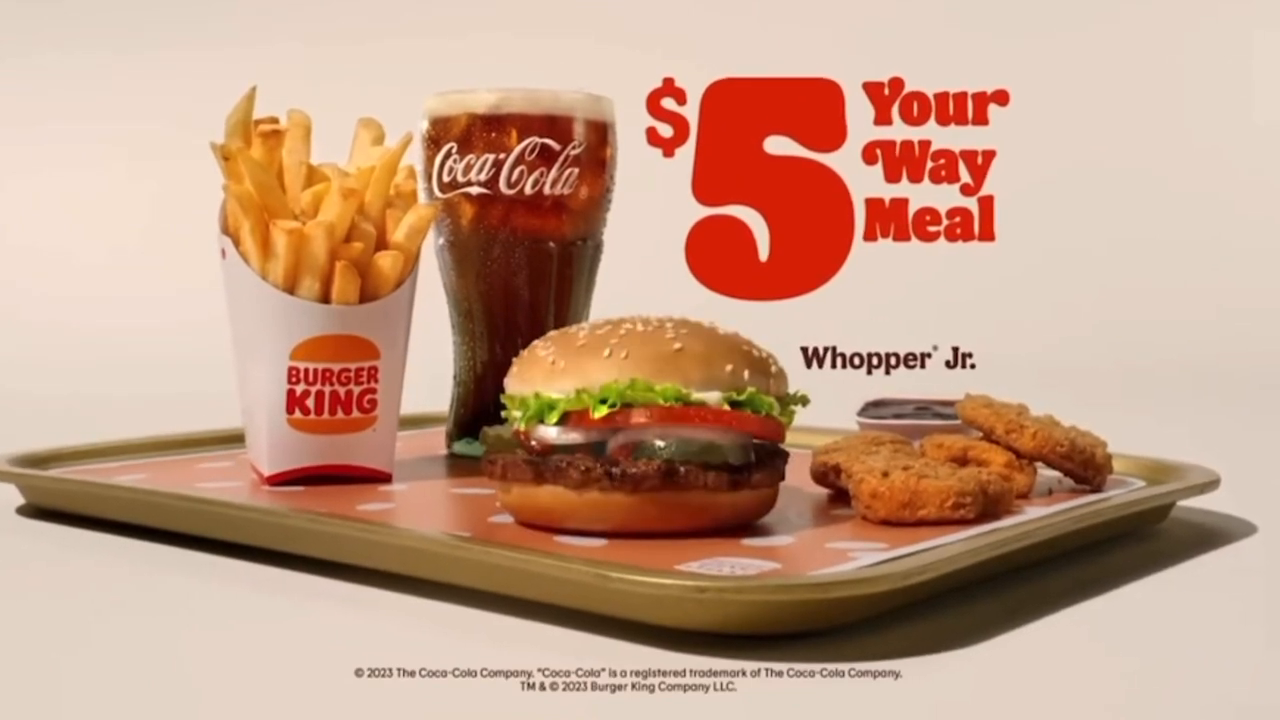 $5 Your
Way
Meal
Coca-Cola
Whopper® Jr.
BURGER
KING
© 2023 The Coca-Cola Company. "Coca-Cola" is a registered trademark of The Coca-Cola Company.
TM & © 2023 Burger King Company LLC.